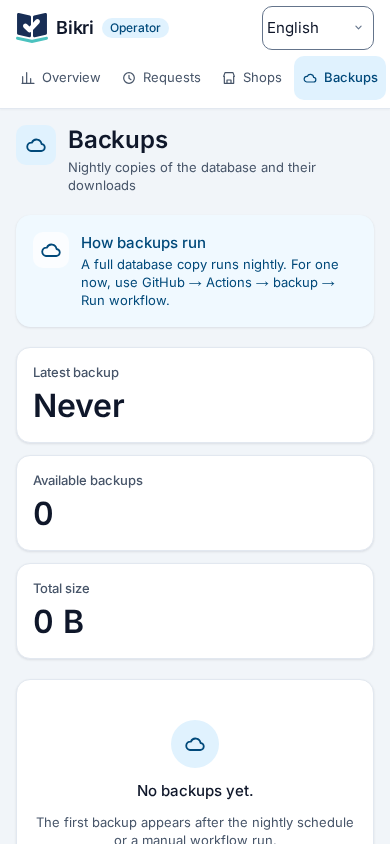 Bikri
Operator
English
Overview
Requests
Shops
Backups
Backups
Nightly copies of the database and their
downloads
How backups run
A full database copy runs nightly. For one
now, use GitHub → Actions → backup →
Run workflow.
Latest backup
Never
Available backups
0
Total size
0 B
No backups yet.
The first backup appears after the nightly schedule
or a manual workflow run.